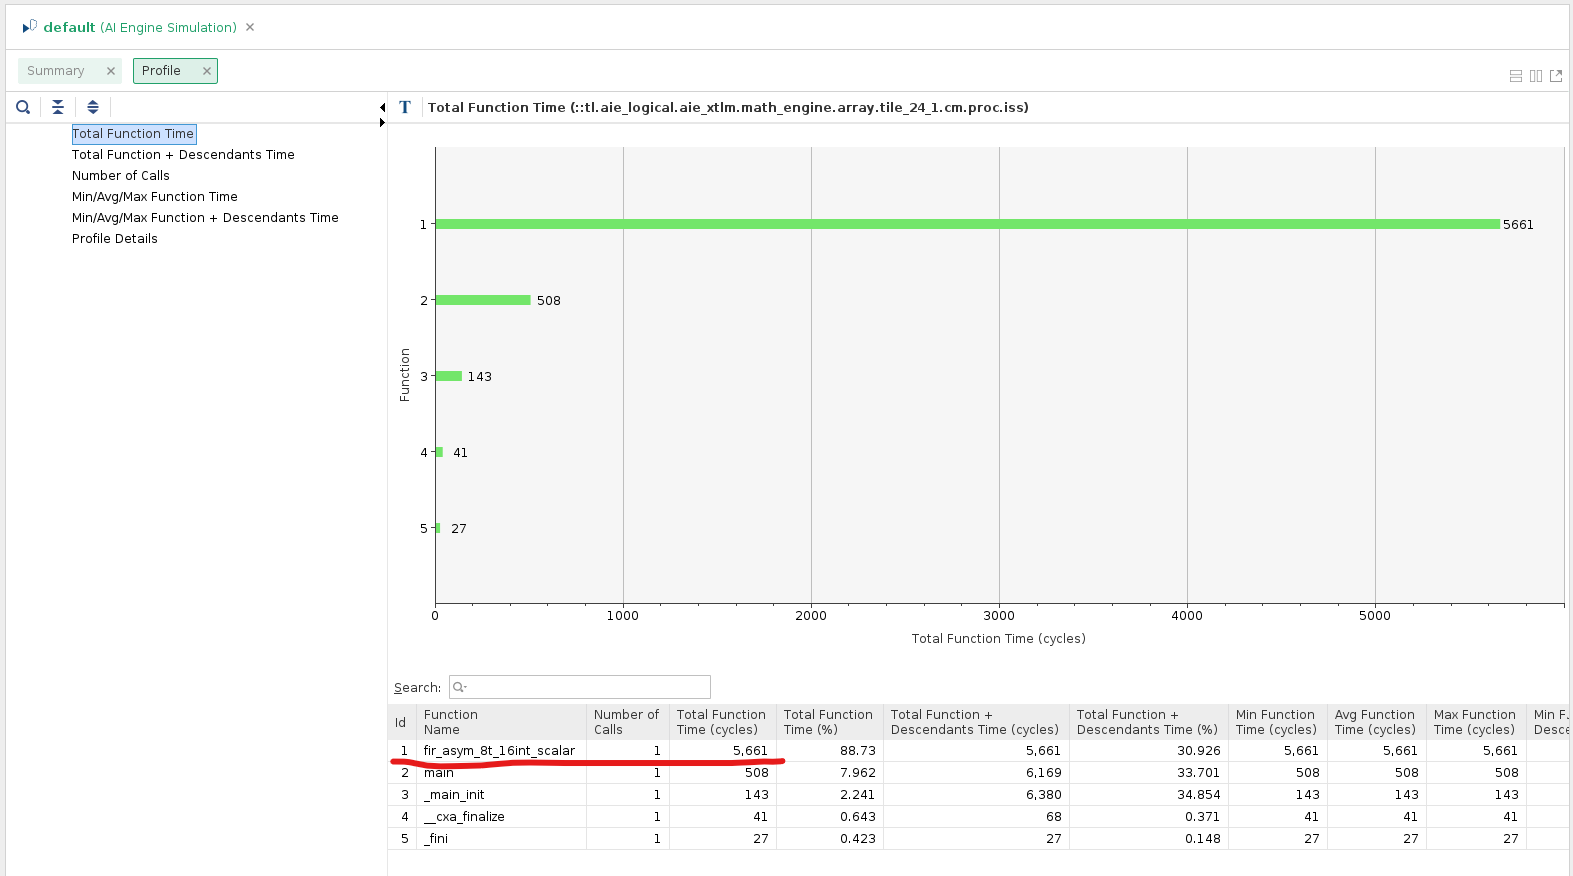 default (AI Engine Simulation) ×
Summary ×
Profile ×
Total Function Time
Total Function + Descendants Time
Number of Calls
Min/Avg/Max Function Time
Min/Avg/Max Function + Descendants Time
Profile Details
T Total Function Time (::tl.aie_logical.aie_xtlm.math_engine.array.tile_24_1.cm.proc.iss)
Function
1 5661
2 508
3 143
4 41
5 27
0 1000 2000 3000 4000 5000
Total Function Time (cycles)
Search:
Id Function Name Number of Calls Total Function Time (cycles) Total Function Time (%) Total Function + Descendants Time (cycles) Total Function + Descendants Time (%) Min Function Time (cycles) Avg Function Time (cycles) Max Function Time (cycles) Min F. Desce
1 fir_asym_8t_16int_scalar 1 5,661 88.73 5,661 30.926 5,661 5,661 5,661
2 main 1 508 7.962 6,169 33.701 508 508 508
3 _main_init 1 143 2.241 6,380 34.854 143 143 143
4 __cxa_finalize 1 41 0.643 68 0.371 41 41 41
5 _fini 1 27 0.423 27 0.148 27 27 27